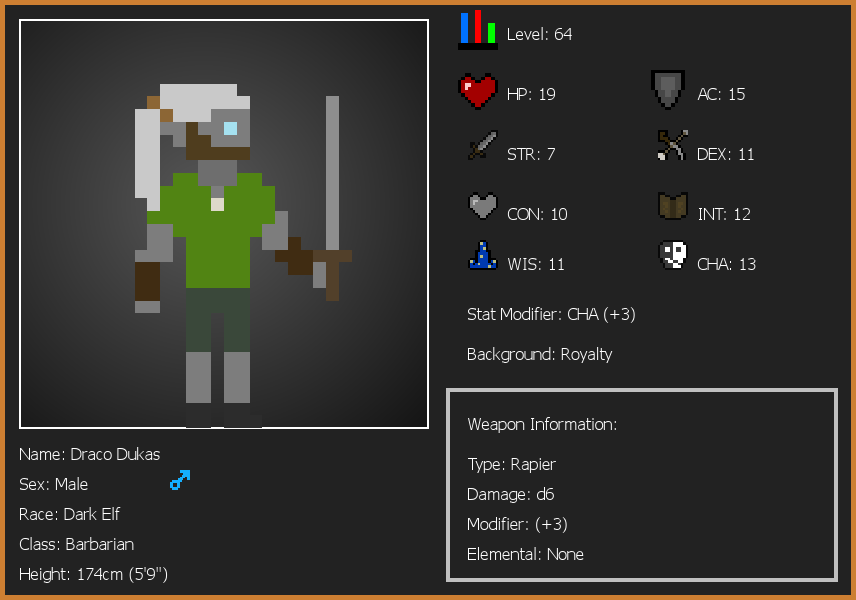 Level: 64
HP: 19
AC: 15
STR: 7
DEX: 11
CON: 10
INT: 12
WIS: 11
CHA: 13
Stat Modifier: CHA (+3)
Background: Royalty
Weapon Information:
Type: Rapier
Damage: d6
Modifier: (+3)
Elemental: None
Name: Draco Dukas
Sex: Male
Race: Dark Elf
Class: Barbarian
Height: 174cm (5'9")